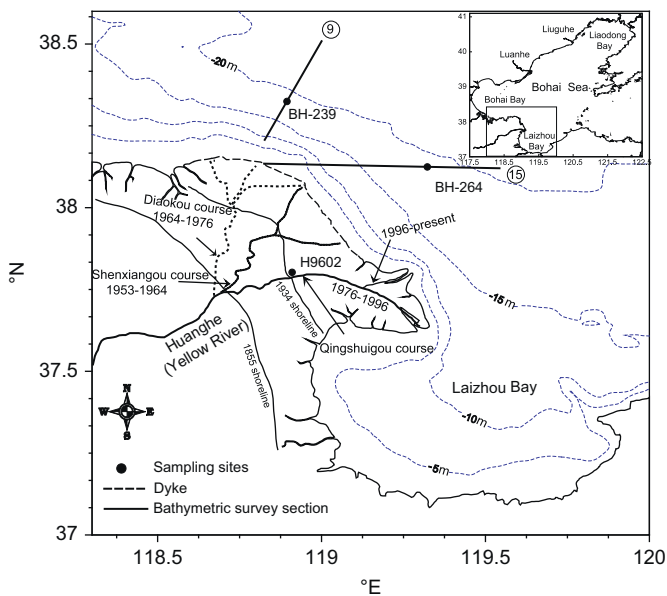 38.5
38
37.5
37
°N
118.5
119
119.5
120
°E
9
BH-239
-20m
BH-264
15
Diaokou course
1964-1976
1996-present
H9602
Shenxiangou course
1953-1964
1976-1996
1934 shoreline
Huanghe
(Yellow River)
Qingshuigou course
1855 shoreline
-15m
Laizhou Bay
-10m
-5m
N
W
E
S
Sampling sites
Dyke
Bathymetric survey section
41
40
39
38
37
117.5
118.5
119.5
120.5
121.5
122.5
Liuguhe
Liaodong
Bay
Luanhe
Bohai Sea
Bohai Bay
Laizhou
Bay